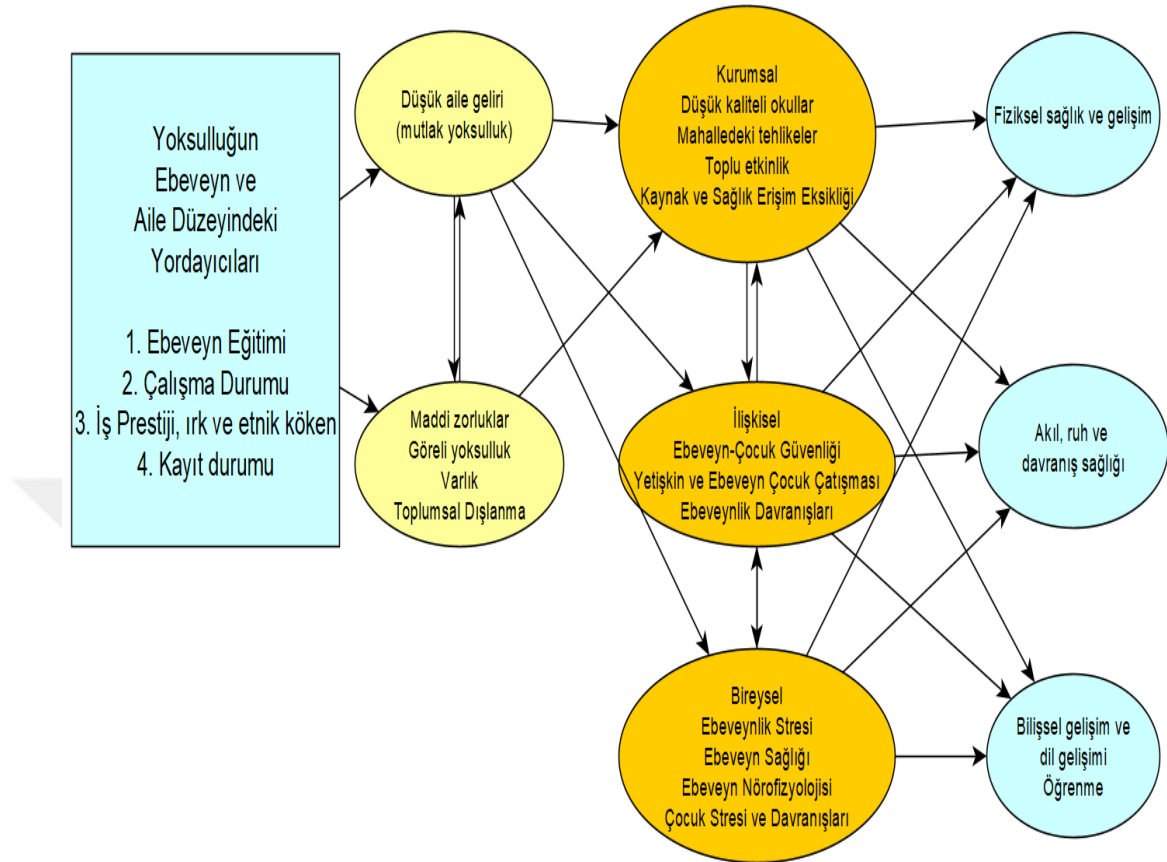 Yoksulluğun
Ebeveyn ve
Aile Düzeyindeki
Yordayıcıları
1. Ebeveyn Eğitimi
2. Çalışma Durumu
3. İş Prestiji, ırk ve etnik köken
4. Kayıt durumu
Düşük aile geliri
(mutlak yoksulluk)
Maddi zorluklar
Göreli yoksulluk
Varlık
Toplumsal Dışlanma
Kurumsal
Düşük kaliteli okullar
Mahalledeki tehlikeler
Toplu etkinlik
Kaynak ve Sağlık Erişim Eksikliği
İlişkisel
Ebeveyn-Çocuk Güvenliği
Yetişkin ve Ebeveyn Çocuk Çatışması
Ebeveynlik Davranışları
Bireysel
Ebeveynlik Stresi
Ebeveyn Sağlığı
Ebeveyn Nörofizyolojisi
Çocuk Stresi ve Davranışları
Fiziksel sağlık ve gelişim
Akıl, ruh ve
davranış sağlığı
Bilişsel gelişim ve
dil gelişimi
Öğrenme